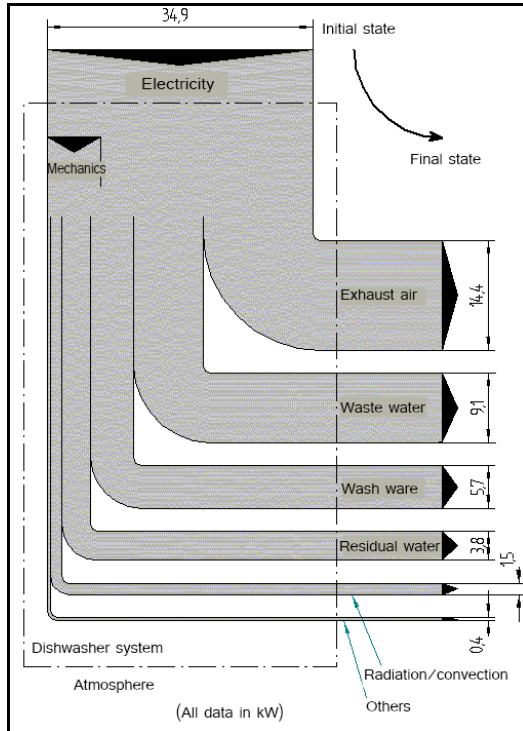 34,9
Initial state
Electricity
Final state
Mechanics
Exhaust air
14,4
Waste water
9,1
Wash ware
5,7
Residual water
3,8
1,5
Dishwasher system
Radiation/convection
0,4
Atmosphere
Others
(All data in kW)